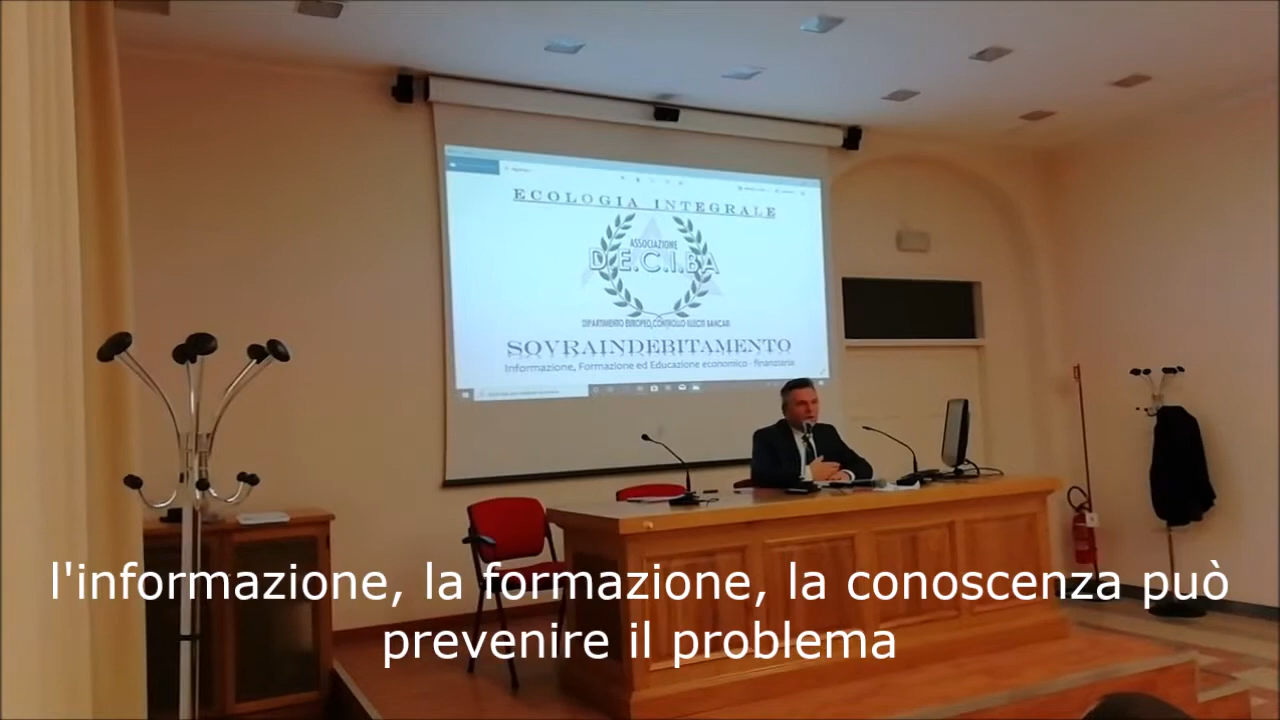 ECOLOGIA INTEGRALE
ASSOCIAZIONE
D.E.C.I.BA
DIPARTIMENTO EUROPEO CONTROLLO ILLECITI BANCARI
SOVRAINDEBITAMENTO
Informazione, Formazione ed Educazione economico - finanziaria
l'informazione, la formazione, la conoscenza può
prevenire il problema